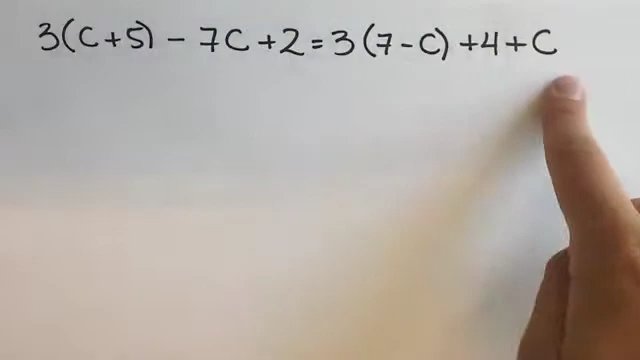 3(C+5) - 7C + 2 = 3(7-C) + 4 + C